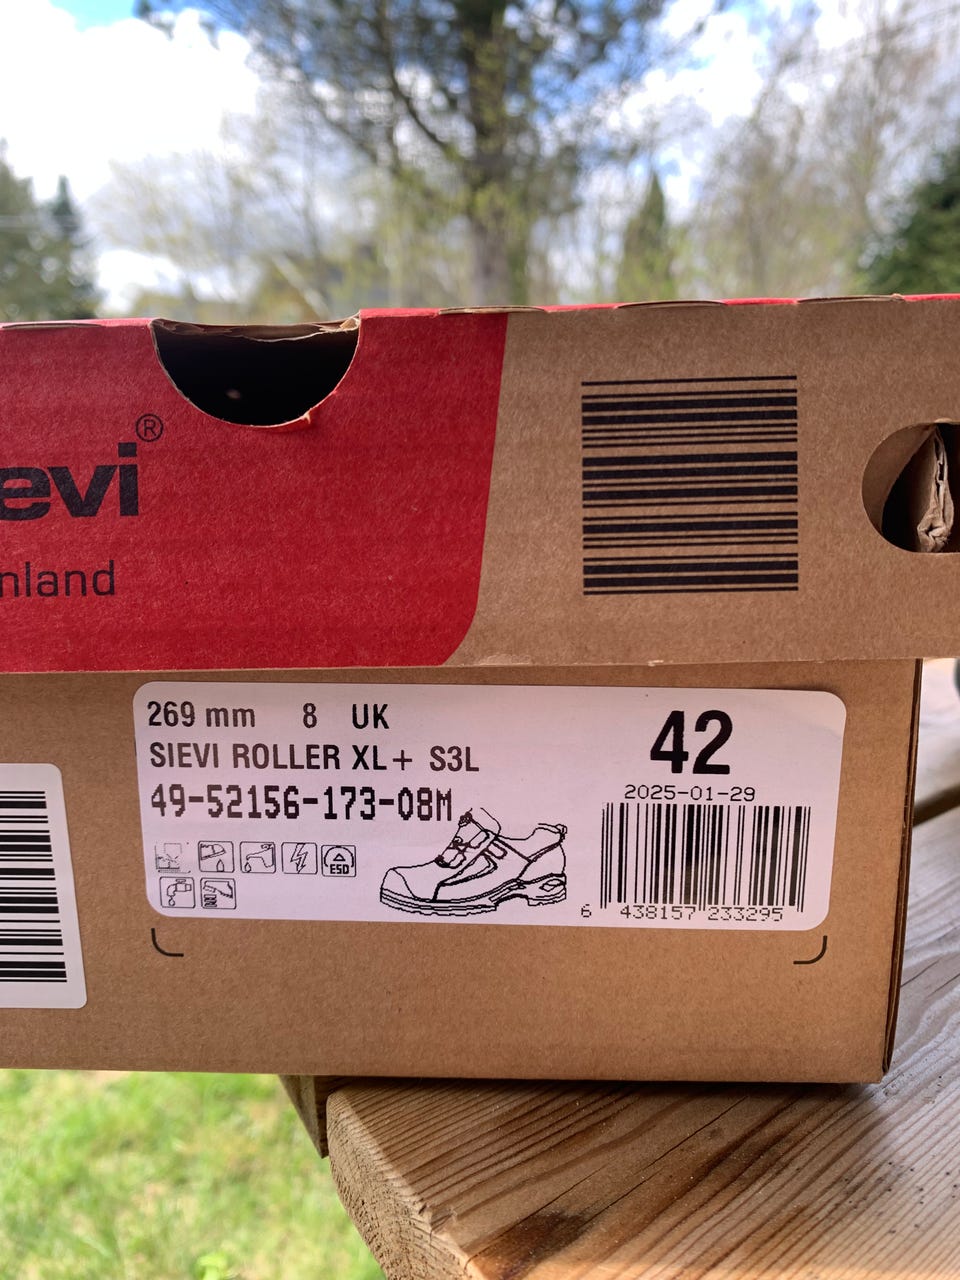 evi®
nland
269 mm 8 UK
SIEVI ROLLER XL+ S3L
49-52156-173-08M
42
2025-01-29
ESD
6 438157 233295